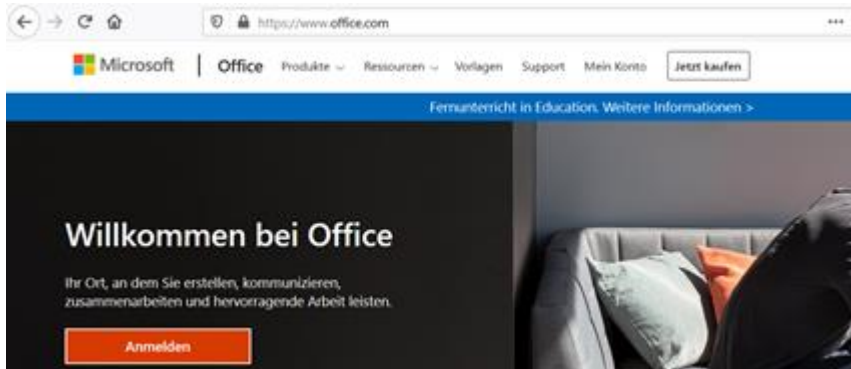 https://www.office.com
Microsoft | Office Produkte Ressourcen Vorlagen Support Mein Konto Jetzt kaufen
Fernunterricht in Education. Weitere Informationen >
Willkommen bei Office
Ihr Ort, an dem Sie erstellen, kommunizieren,
zusammenarbeiten und hervorragende Arbeit leisten.
Anmelden